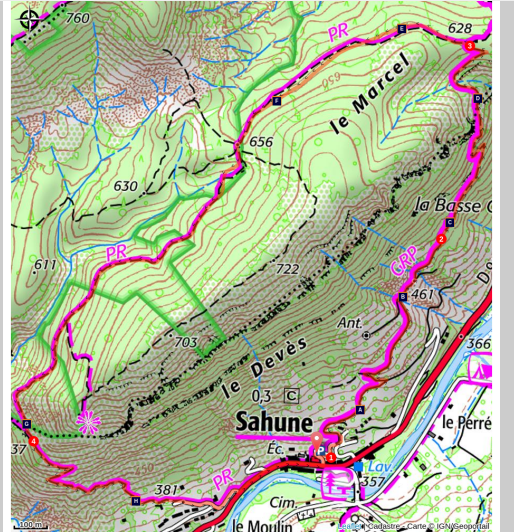 760
PR
E
628
3
650
F
le Marcel
D
656
630
la Basse C
C
2
PR
CRP
611
722
B
461
Ant.
366
703
le Devès
0,3 C
A
Sahune
le Perré
Éc.
1
G
4
37
Lav.
357
PR
H
381
Cim.
100 m
le Moulin
Leaflet | Cadastre - Carte © IGN/Geoportail